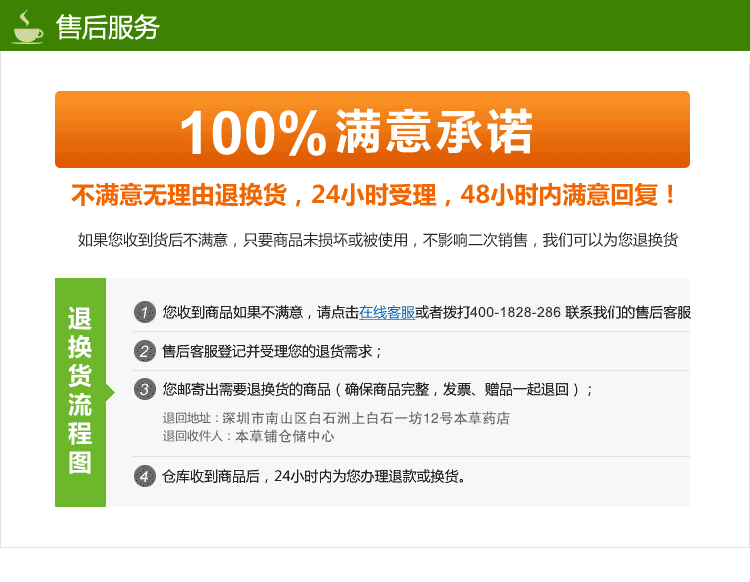 售后服务
100%满意承诺
不满意无理由退换货，24小时受理，48小时内满意回复！
如果您收到货后不满意，只要商品未损坏或被使用，不影响二次销售，我们可以为您退换货
退换货流程图
1 您收到商品如果不满意，请点击在线客服或者拨打400-1828-286 联系我们的售后客服
2 售后客服登记并受理您的退货需求；
3 您邮寄出需要退换货的商品（确保商品完整，发票、赠品一起退回）；
退回地址：深圳市南山区白石洲上白石一坊12号本草药店
退回收件人：本草铺仓储中心
4 仓库收到商品后，24小时内为您办理退款或换货。